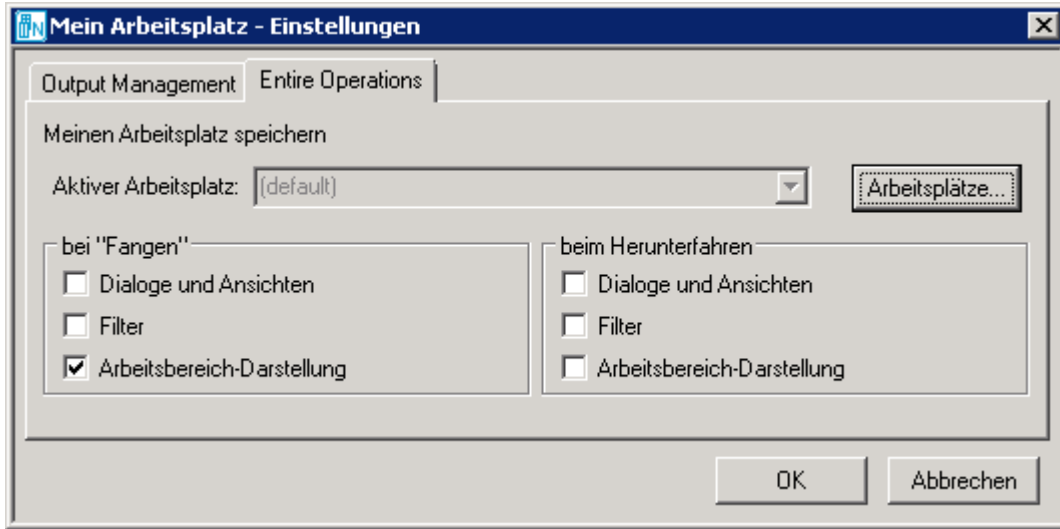 Mein Arbeitsplatz - Einstellungen
Output Management Entire Operations
Meinen Arbeitsplatz speichern
Aktiver Arbeitsplatz: (default) Arbeitsplätze...
bei "Fangen" beim Herunterfahren
Dialoge und Ansichten Dialoge und Ansichten
Filter Filter
Arbeitsbereich-Darstellung Arbeitsbereich-Darstellung
OK Abbrechen